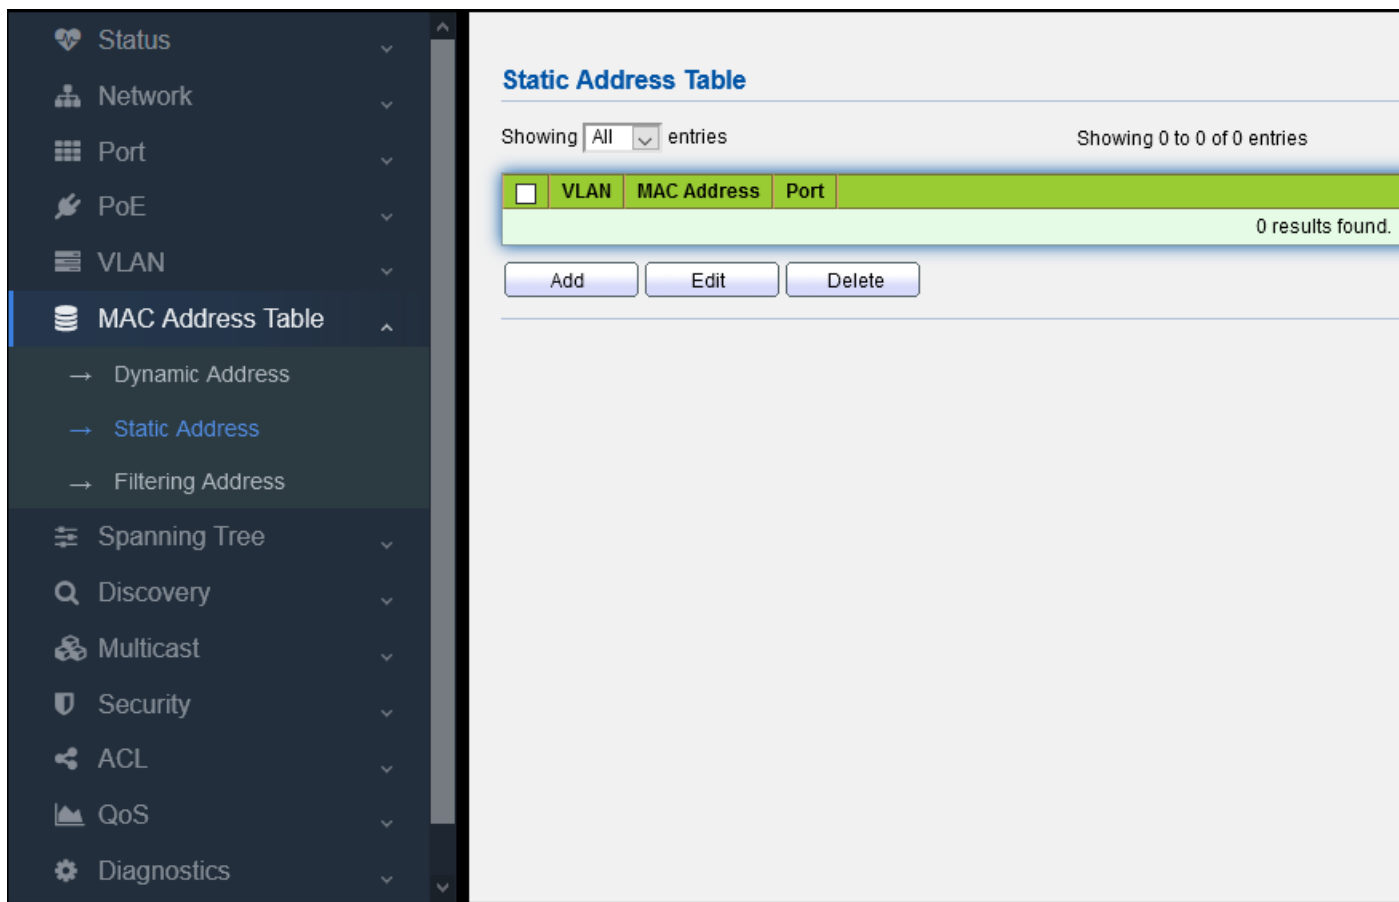 Status
Network
Port
PoE
VLAN
MAC Address Table
→ Dynamic Address
→ Static Address
→ Filtering Address
Spanning Tree
Discovery
Multicast
Security
ACL
QoS
Diagnostics
Static Address Table
Showing All entries Showing 0 to 0 of 0 entries
VLAN MAC Address Port
0 results found.
Add Edit Delete